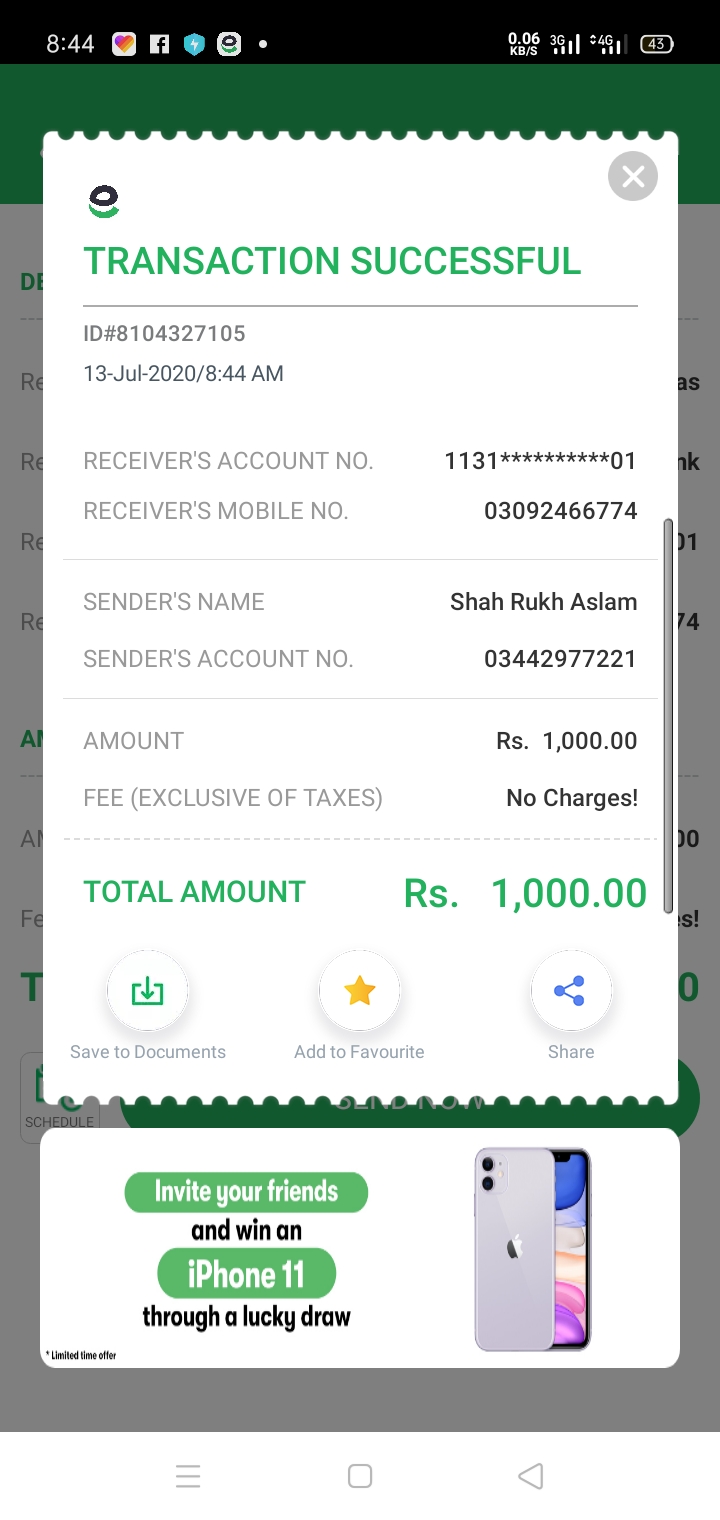 8:44
0.06 KB/S 3G 4G 43
TRANSACTION SUCCESSFUL
ID#8104327105
13-Jul-2020/8:44 AM
RECEIVER'S ACCOUNT NO. 1131**********01
RECEIVER'S MOBILE NO. 03092466774
SENDER'S NAME Shah Rukh Aslam
SENDER'S ACCOUNT NO. 03442977221
AMOUNT Rs. 1,000.00
FEE (EXCLUSIVE OF TAXES) No Charges!
TOTAL AMOUNT Rs. 1,000.00
Save to Documents Add to Favourite Share
SEND NOW
SCHEDULE
Invite your friends
and win an
iPhone 11
through a lucky draw
* Limited time offer